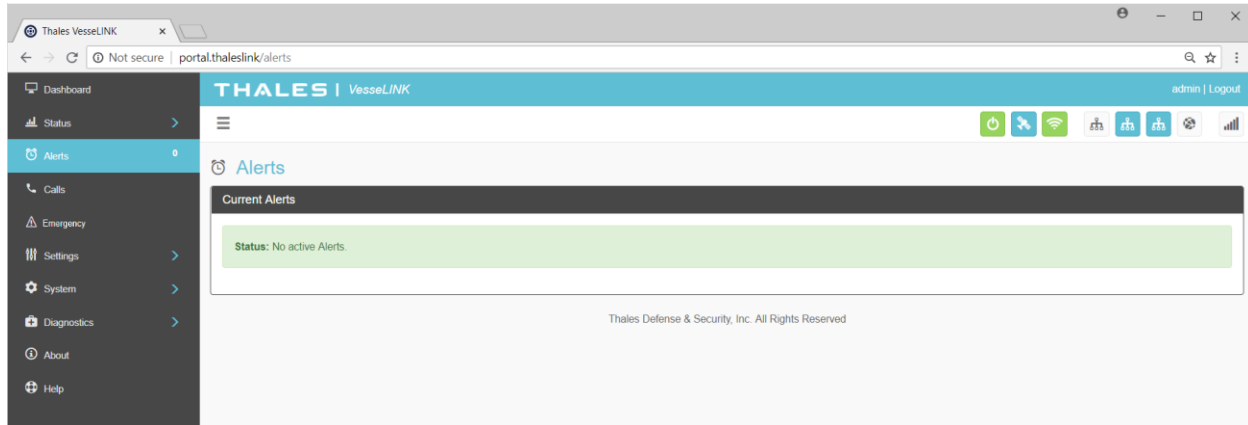 Thales VesseLINK
Not secure | portal.thaleslink/alerts
Dashboard
THALES | VesseLINK
admin | Logout
Status
Alerts 0
Alerts
Calls
Current Alerts
Emergency
Status: No active Alerts.
Settings
System
Thales Defense & Security, Inc. All Rights Reserved
Diagnostics
About
Help